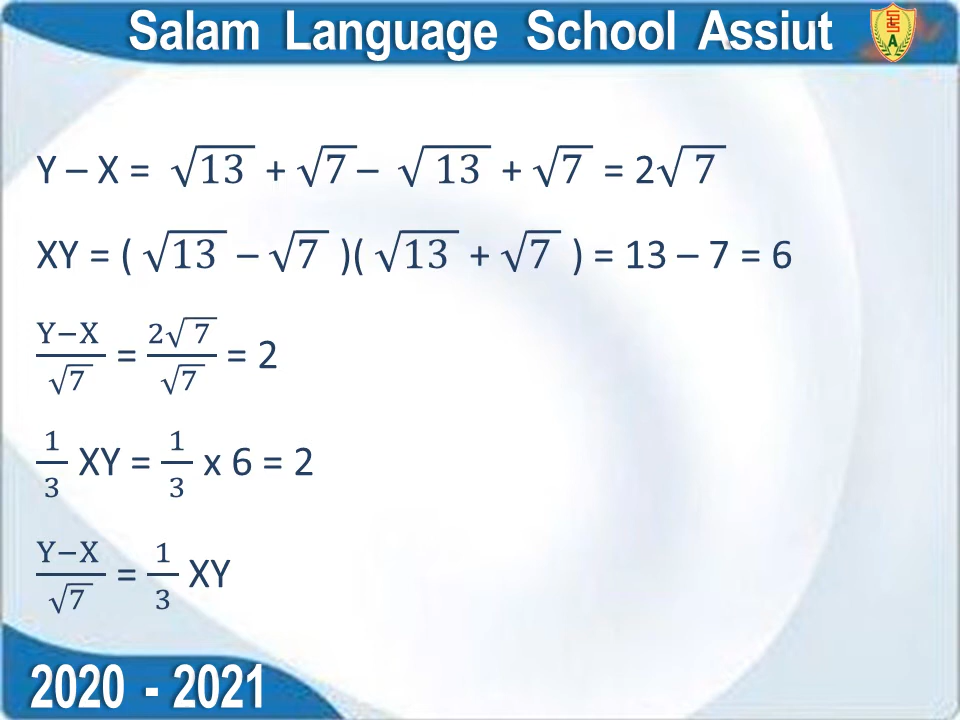 Salam Language School Assiut
Y – X = √13 + √7 – √13 + √7 = 2√7
XY = ( √13 – √7 )( √13 + √7 ) = 13 – 7 = 6
Y−X/√7 = 2√7/√7 = 2
1/3 XY = 1/3 x 6 = 2
Y−X/√7 = 1/3 XY
2020 - 2021